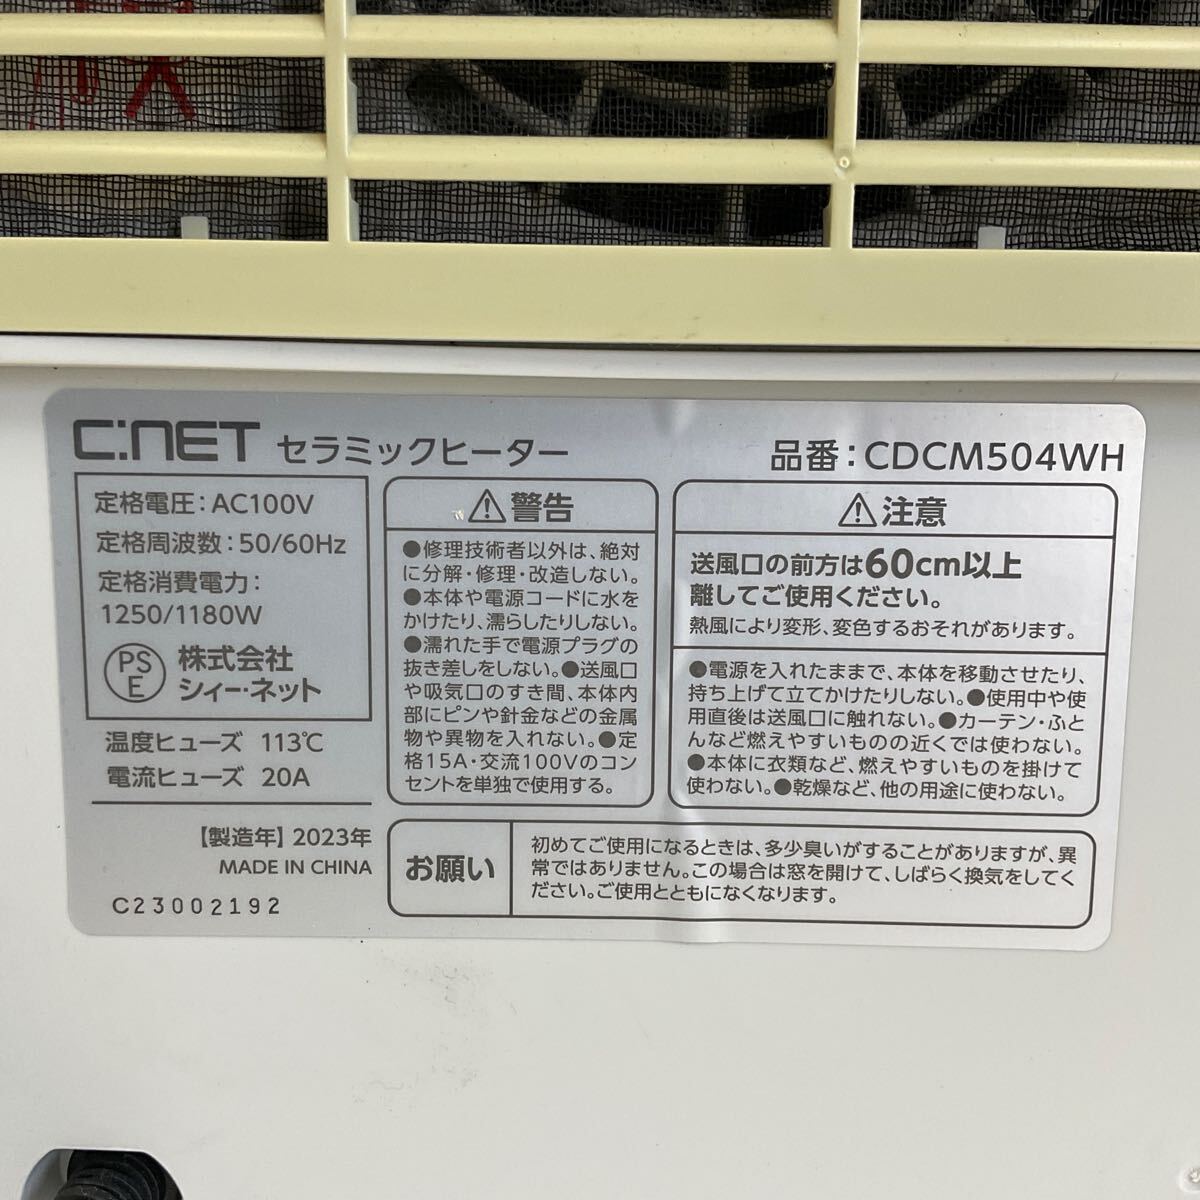 C:NET セラミックヒーター
品番：CDCM504WH
定格電圧：AC100V
定格周波数：50/60Hz
定格消費電力：
1250/1180W
PS
E
株式会社
シィー・ネット
温度ヒューズ 113℃
電流ヒューズ 20A
【製造年】2023年
MADE IN CHINA
C23002192
⚠警告
●修理技術者以外は、絶対
に分解・修理・改造しない。
●本体や電源コードに水を
かけたり、濡らしたりしない。
●濡れた手で電源プラグの
抜き差しをしない。●送風口
や吸気口のすき間、本体内
部にピンや針金などの金属
物や異物を入れない。●定
格15A・交流100Vのコン
セントを単独で使用する。
⚠注意
送風口の前方は60cm以上
離してご使用ください。
熱風により変形、変色するおそれがあります。
●電源を入れたままで、本体を移動させたり、
持ち上げて立てかけたりしない。●使用中や使
用直後は送風口に触れない。●カーテン・ふと
んなど燃えやすいものの近くでは使わない。
●本体に衣類など、燃えやすいものを掛けて
使わない。●乾燥など、他の用途に使わない。
お願い
初めてご使用になるときは、多少臭いがすることがありますが、異
常ではありません。この場合は窓を開けて、しばらく換気をしてく
ださい。ご使用とともになくなります。